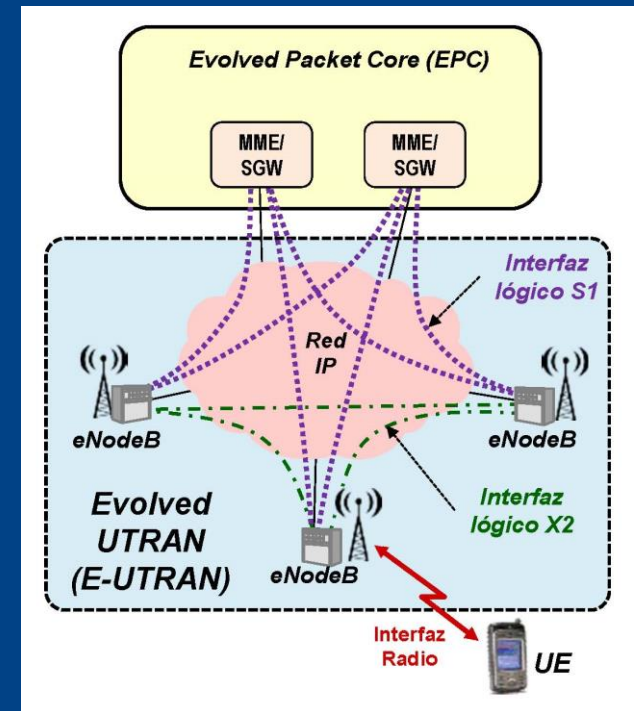 Evolved Packet Core (EPC)
MME/
SGW
MME/
SGW
Interfaz
lógico S1
Red
IP
eNodeB
eNodeB
Evolved
UTRAN
(E-UTRAN)
Interfaz
lógico X2
eNodeB
Interfaz
Radio
UE